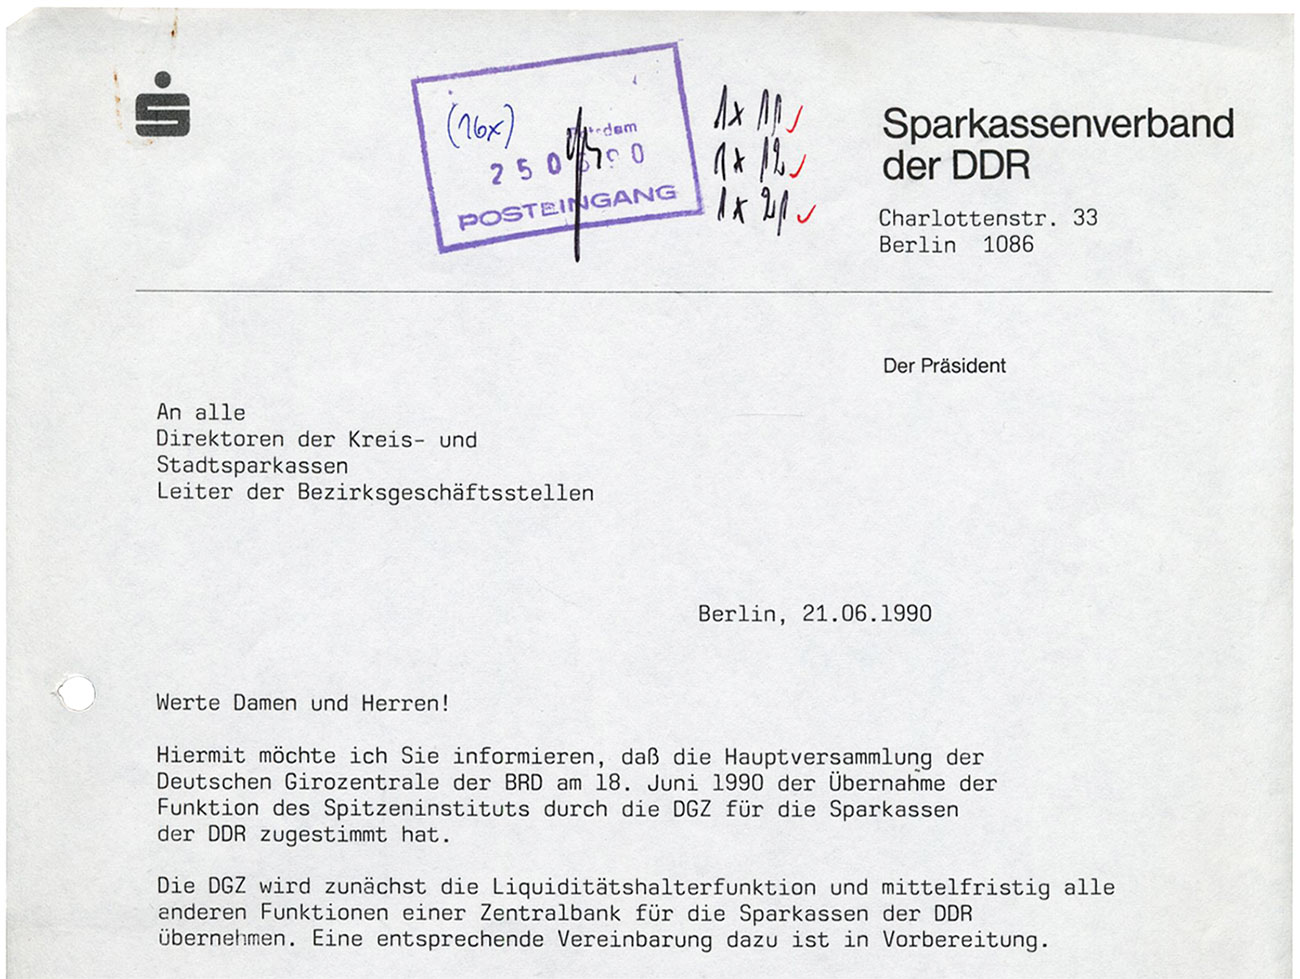 (16x)
POSTEINGANG
1x 11
1x 12
1x 21
Sparkassenverband
der DDR
Charlottenstr. 33
Berlin 1086
Der Präsident
An alle
Direktoren der Kreis- und
Stadtsparkassen
Leiter der Bezirksgeschäftsstellen
Berlin, 21.06.1990
Werte Damen und Herren!
Hiermit möchte ich Sie informieren, daß die Hauptversammlung der
Deutschen Girozentrale der BRD am 18. Juni 1990 der Übernahme der
Funktion des Spitzeninstituts durch die DGZ für die Sparkassen
der DDR zugestimmt hat.
Die DGZ wird zunächst die Liquiditätshalterfunktion und mittelfristig alle
anderen Funktionen einer Zentralbank für die Sparkassen der DDR
übernehmen. Eine entsprechende Vereinbarung dazu ist in Vorbereitung.